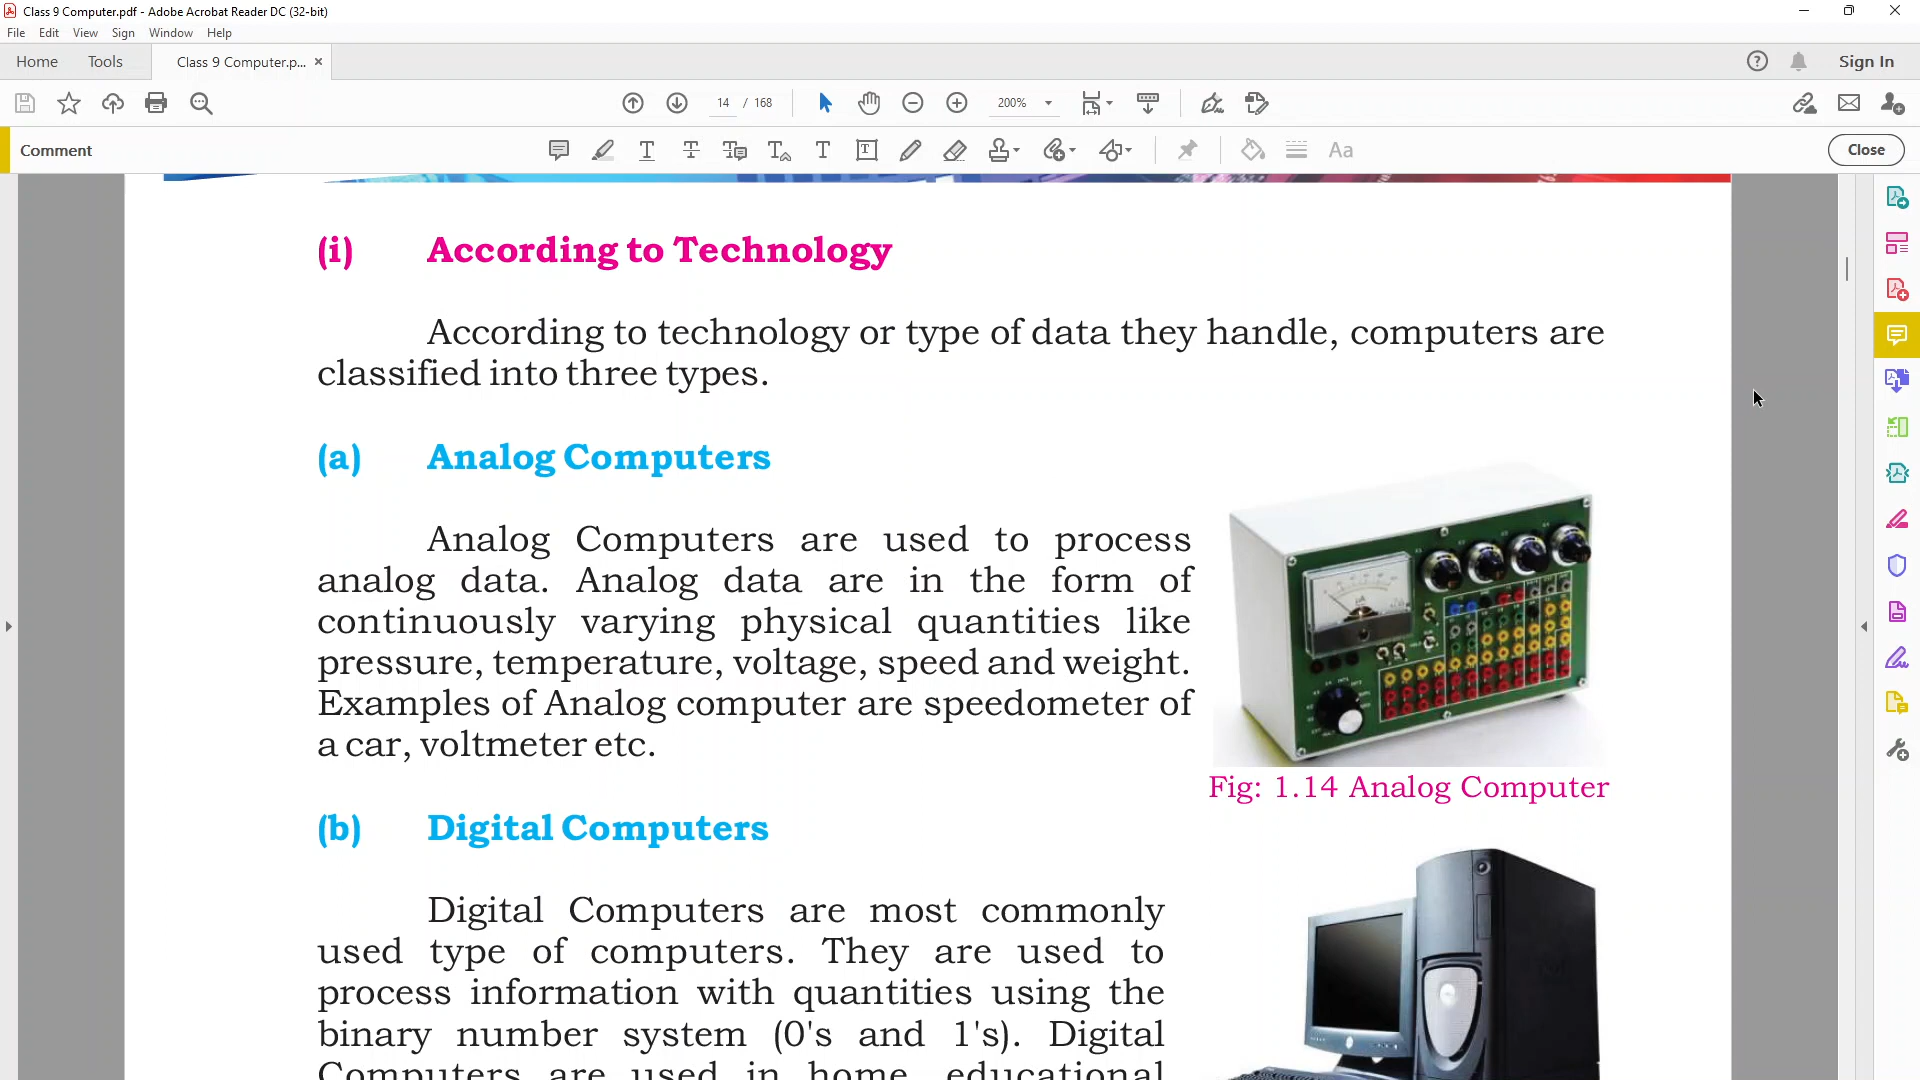 Class 9 Computer.pdf - Adobe Acrobat Reader DC (32-bit)
File Edit View Sign Window Help
Home Tools Class 9 Computer.p... Sign In
14 / 168 200%
Comment Close
(i) According to Technology
According to technology or type of data they handle, computers are
classified into three types.
(a) Analog Computers
Analog Computers are used to process
analog data. Analog data are in the form of
continuously varying physical quantities like
pressure, temperature, voltage, speed and weight.
Examples of Analog computer are speedometer of
a car, voltmeter etc.
Fig: 1.14 Analog Computer
(b) Digital Computers
Digital Computers are most commonly
used type of computers. They are used to
process information with quantities using the
binary number system (0's and 1's). Digital
Computers are used in home, educational